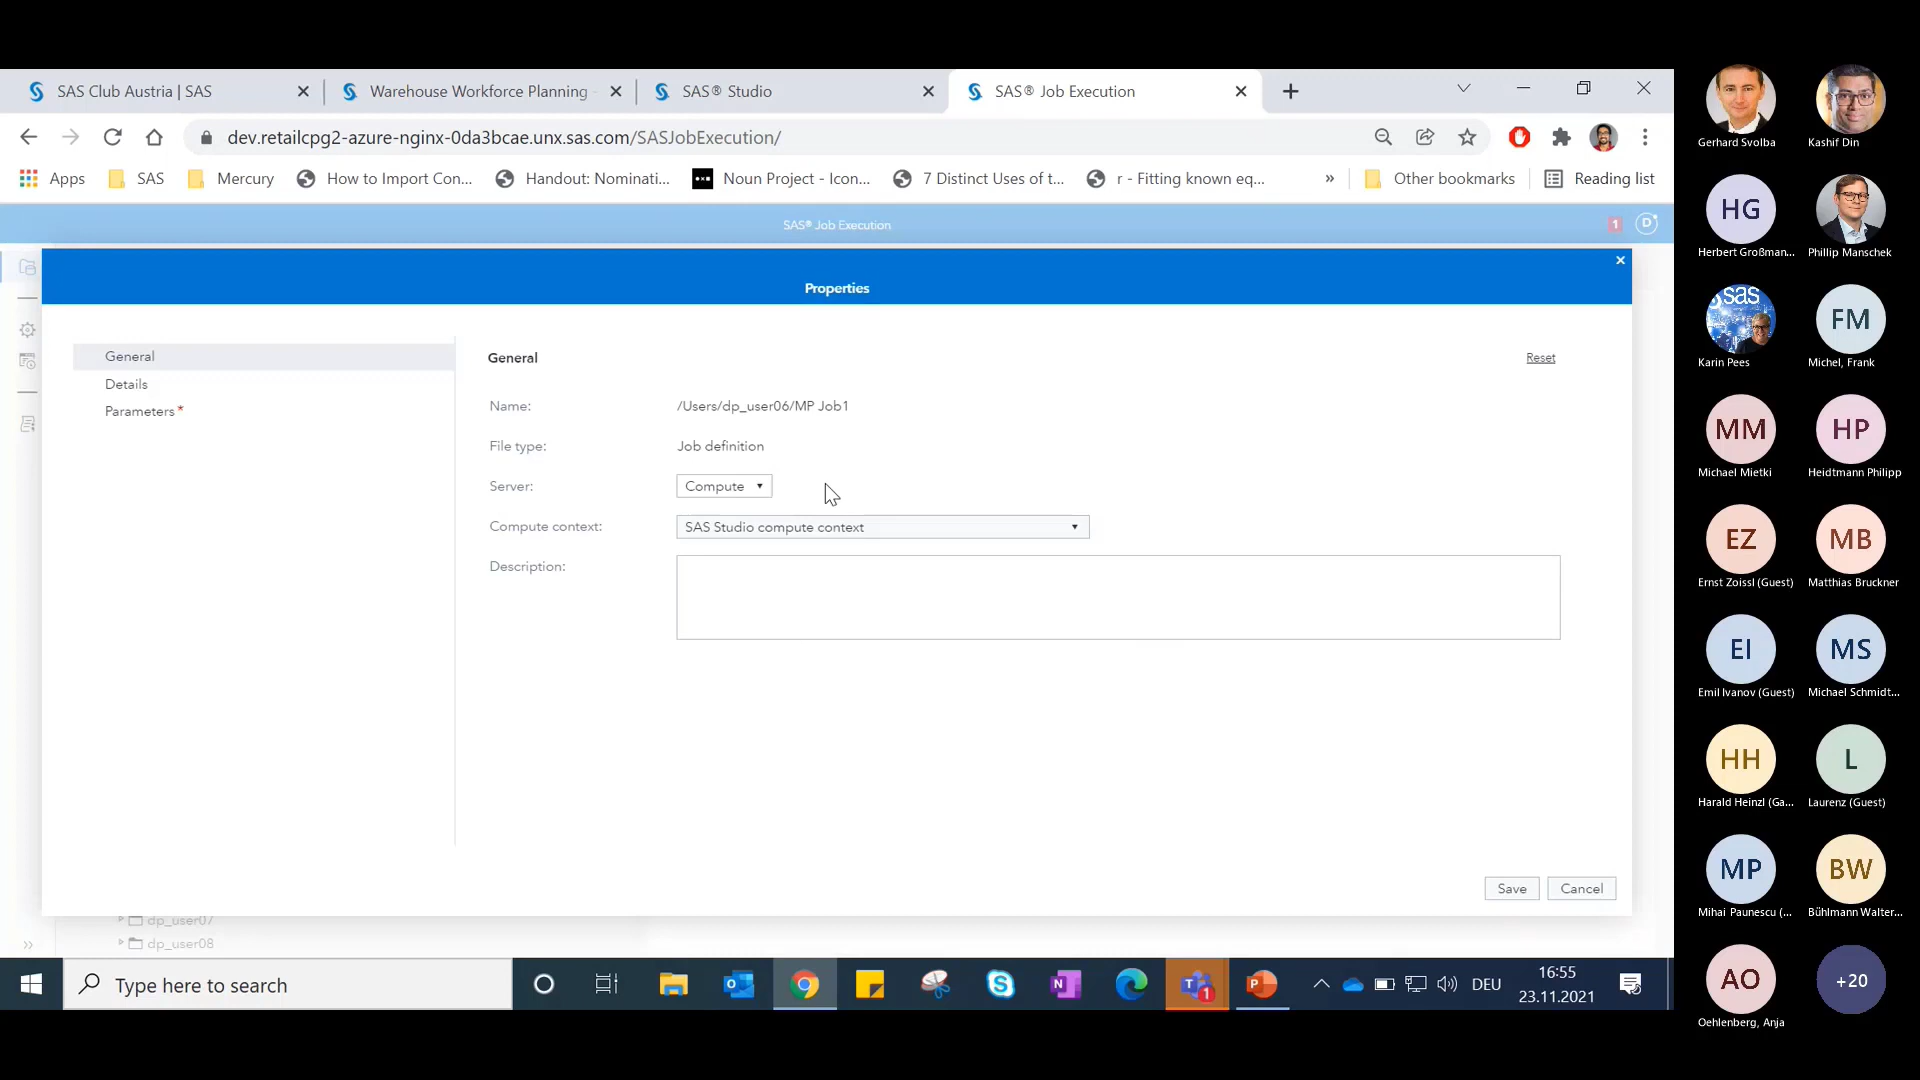 SAS Club Austria | SAS
Warehouse Workforce Planning -
SAS® Studio
SAS® Job Execution
dev.retailcpg2-azure-nginx-0da3bcae.unx.sas.com/SASJobExecution/
Apps
SAS
Mercury
How to Import Con...
Handout: Nominati...
Noun Project - Icon...
7 Distinct Uses of t...
r - Fitting known eq...
»
Other bookmarks
Reading list
SAS® Job Execution
1
D
Properties
General
Details
Parameters*
General
Reset
Name:
/Users/dp_user06/MP Job1
File type:
Job definition
Server:
Compute
Compute context:
SAS Studio compute context
Description:
Save
Cancel
dp_user07
dp_user08
Type here to search
1
DEU
16:55
23.11.2021
Gerhard Svolba
Kashif Din
HG
Herbert Großman...
Phillip Manschek
sas
Karin Pees
FM
Michel, Frank
MM
Michael Mietki
HP
Heidtmann Philipp
EZ
Ernst Zoissl (Guest)
MB
Matthias Bruckner
EI
Emil Ivanov (Guest)
MS
Michael Schmidt...
HH
Harald Heinzl (Ga...
L
Laurenz (Guest)
MP
Mihai Paunescu (...
BW
Bühlmann Walter...
AO
Oehlenberg, Anja
+20